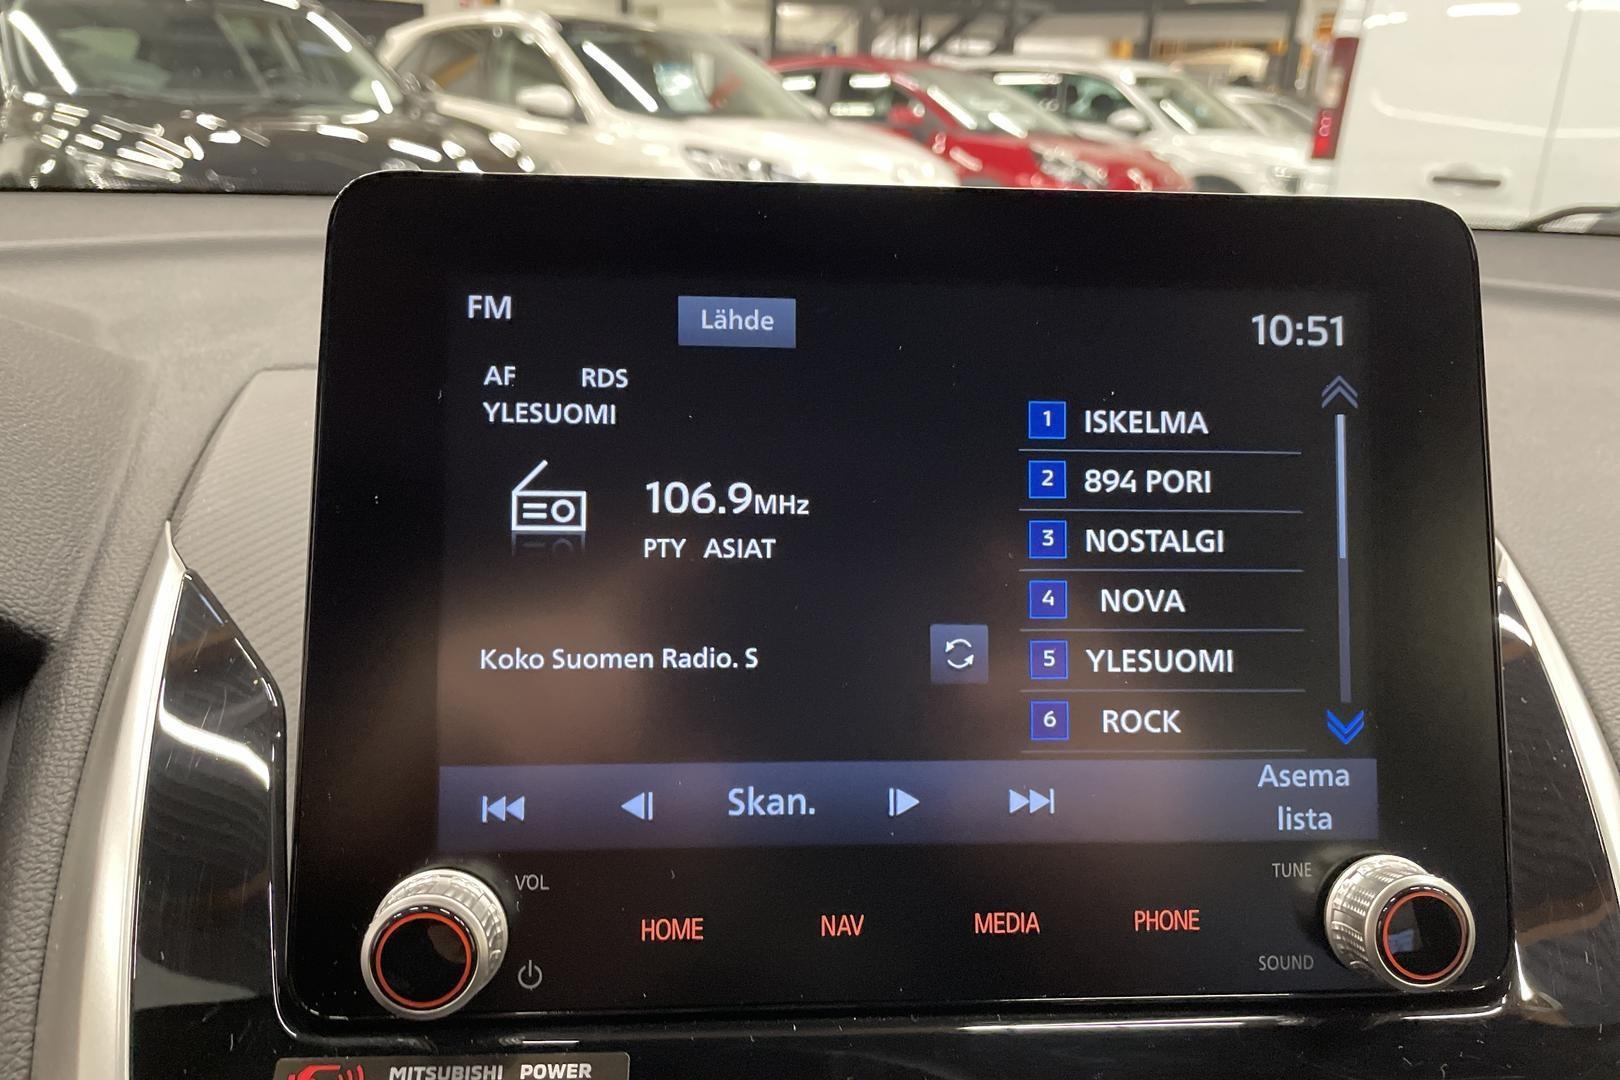 FM
Lähde
10:51
AF RDS
YLESUOMI
106.9MHz
PTY ASIAT
Koko Suomen Radio. S
1 ISKELMA
2 894 PORI
3 NOSTALGI
4 NOVA
5 YLESUOMI
6 ROCK
Skan.
Asema
lista
VOL
TUNE
HOME
NAV
MEDIA
PHONE
SOUND
MITSUBISHI POWER